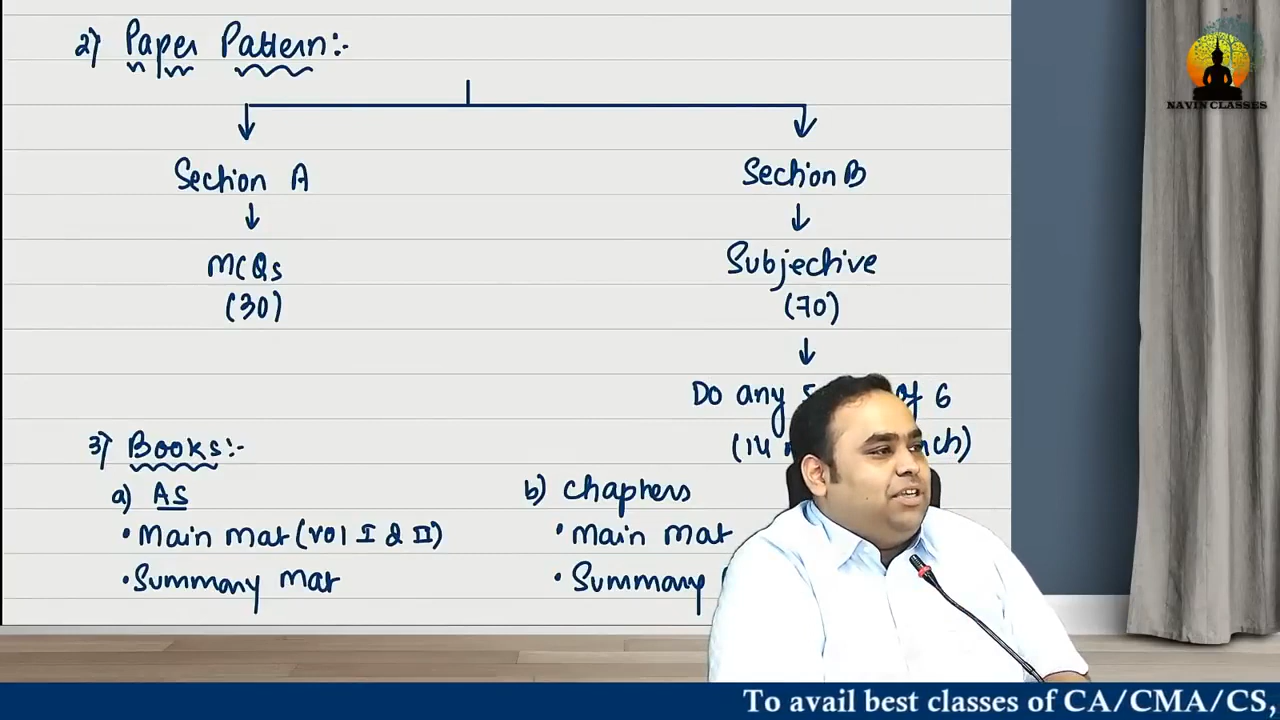 2) Paper Pattern:-
NAVIN CLASSES
Section A
Section B
MCQs
(30)
Subjective
(70)
Do any of 6
(14 ch)
3) Books:-
a) AS
• Main mat (vol I & II)
• Summary mat
b) Chapters
• Main mat
• Summary
To avail best classes of CA/CMA/CS,